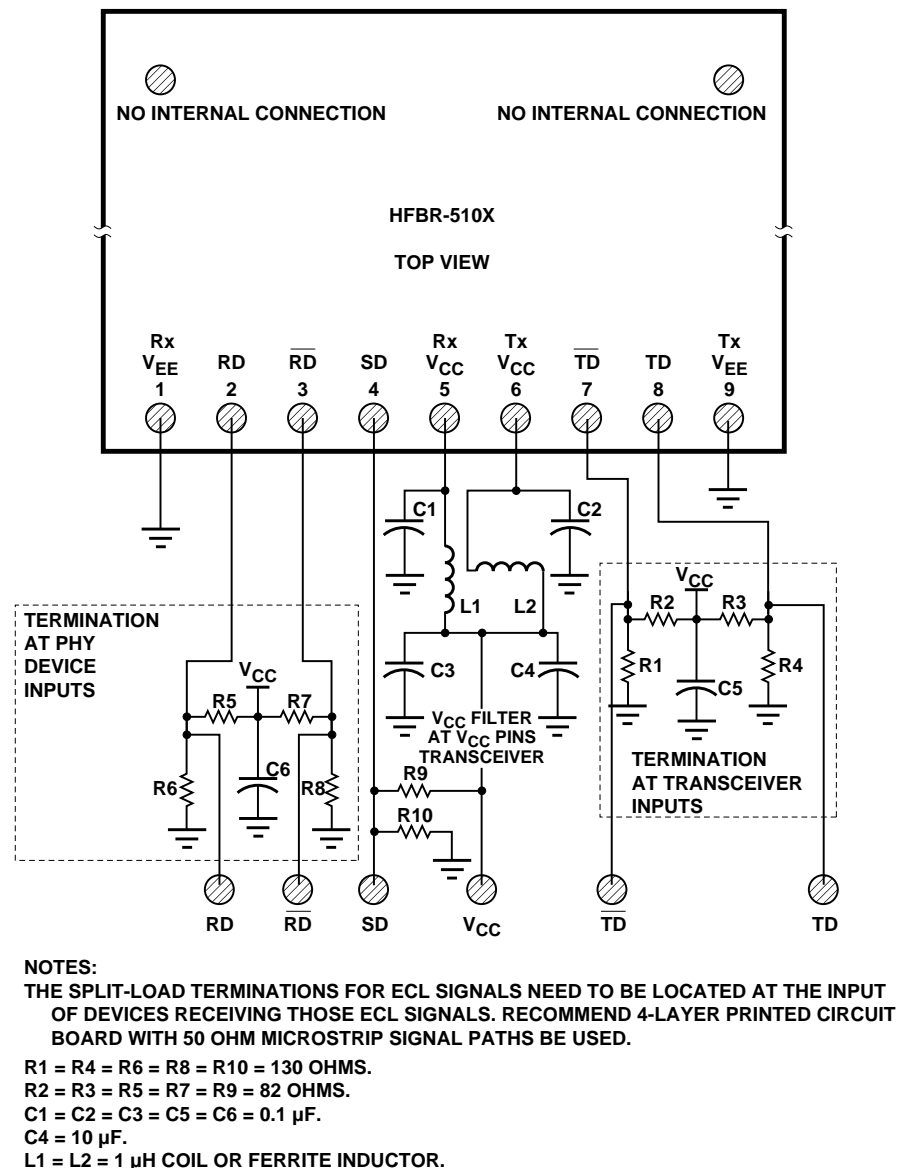 NO INTERNAL CONNECTION
NO INTERNAL CONNECTION
HFBR-510X
TOP VIEW
Rx
VEE
1
RD
2
R̅D̅
3
SD
4
Rx
VCC
5
Tx
VCC
6
T̅D̅
7
TD
8
Tx
VEE
9
C1
C2
L1
L2
C3
C4
VCC FILTER
AT VCC PINS
TRANSCEIVER
R9
R10
TERMINATION
AT PHY
DEVICE
INPUTS
VCC
R5
R7
C6
R6
R8
VCC
R2
R3
R1
R4
C5
TERMINATION
AT TRANSCEIVER
INPUTS
RD
R̅D̅
SD
VCC
T̅D̅
TD
NOTES:
THE SPLIT-LOAD TERMINATIONS FOR ECL SIGNALS NEED TO BE LOCATED AT THE INPUT
OF DEVICES RECEIVING THOSE ECL SIGNALS. RECOMMEND 4-LAYER PRINTED CIRCUIT
BOARD WITH 50 OHM MICROSTRIP SIGNAL PATHS BE USED.
R1 = R4 = R6 = R8 = R10 = 130 OHMS.
R2 = R3 = R5 = R7 = R9 = 82 OHMS.
C1 = C2 = C3 = C5 = C6 = 0.1 µF.
C4 = 10 µF.
L1 = L2 = 1 µH COIL OR FERRITE INDUCTOR.